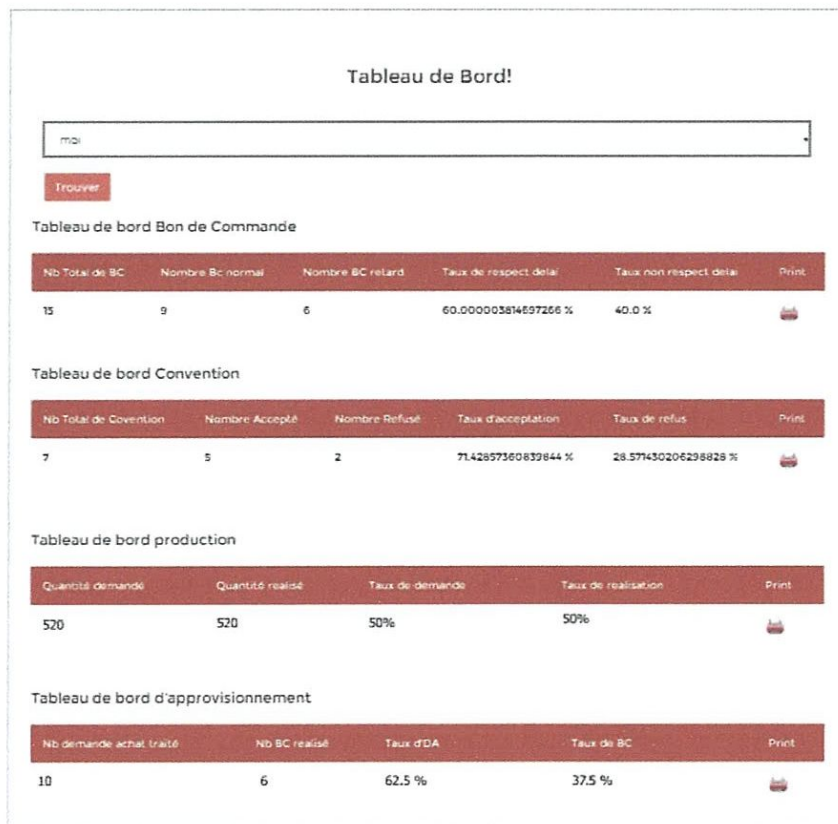 Tableau de Bord!
moi
Trouver
Tableau de bord Bon de Commande
Nb Total de BC Nombre Bc normal Nombre BC retard Taux de respect delai Taux non respect delai Print
15 9 6 60.000003814697266 % 40.0 %
Tableau de bord Convention
Nb Total de Covention Nombre Accepté Nombre Refusé Taux d'acceptation Taux de refus Print
7 5 2 71.42857360839844 % 28.571430206298828 %
Tableau de bord production
Quantité demandé Quantité realisé Taux de demande Taux de realisation Print
520 520 50% 50%
Tableau de bord d'approvisionnement
Nb demande achat traité Nb BC realisé Taux d'DA Taux de BC Print
10 6 62.5 % 37.5 %